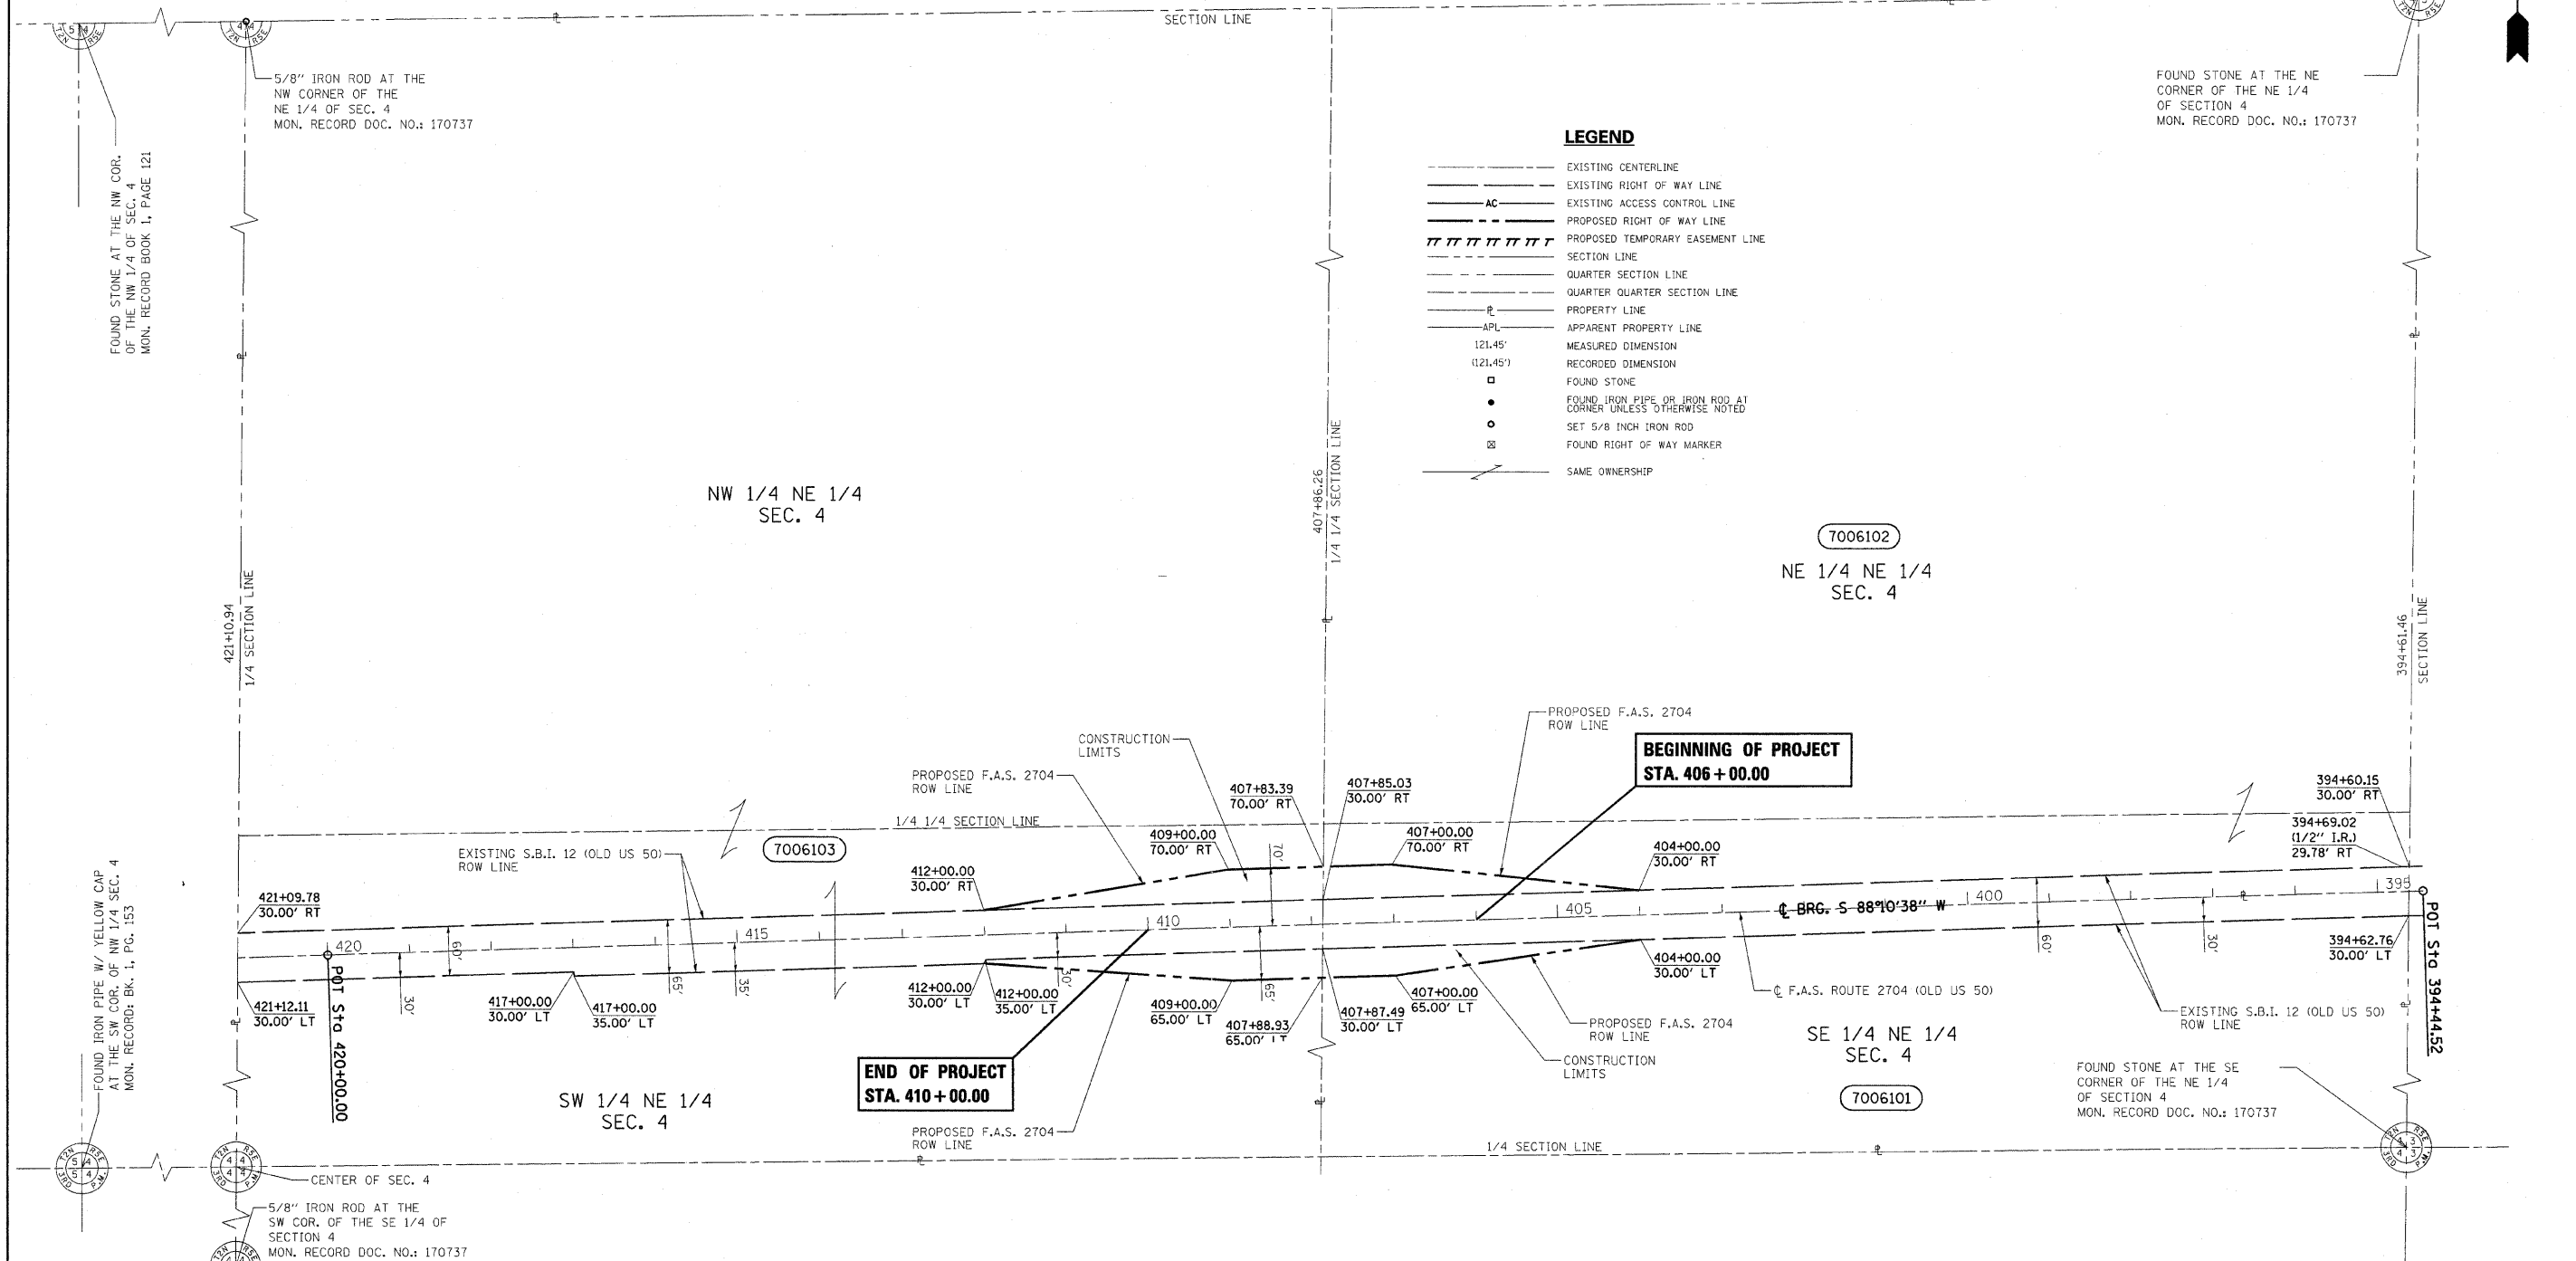 SECTION LINE
5/8" IRON ROD AT THE
NW CORNER OF THE
NE 1/4 OF SEC. 4
MON. RECORD DOC. NO.: 170737
FOUND STONE AT THE NE
CORNER OF THE NE 1/4
OF SECTION 4
MON. RECORD DOC. NO.: 170737
FOUND STONE AT THE NW COR.
OF THE NW 1/4 OF SEC. 4
MON. RECORD BOOK 1, PAGE 121
LEGEND
EXISTING CENTERLINE
EXISTING RIGHT OF WAY LINE
AC EXISTING ACCESS CONTROL LINE
PROPOSED RIGHT OF WAY LINE
PROPOSED TEMPORARY EASEMENT LINE
SECTION LINE
QUARTER SECTION LINE
QUARTER QUARTER SECTION LINE
PROPERTY LINE
APL APPARENT PROPERTY LINE
121.45' MEASURED DIMENSION
(121.45') RECORDED DIMENSION
FOUND STONE
FOUND IRON PIPE OR IRON ROD AT
CORNER UNLESS OTHERWISE NOTED
SET 5/8 INCH IRON ROD
FOUND RIGHT OF WAY MARKER
SAME OWNERSHIP
NW 1/4 NE 1/4
SEC. 4
407+86.26
1/4 1/4 SECTION LINE
7006102
NE 1/4 NE 1/4
SEC. 4
421+10.94
1/4 SECTION LINE
394+61.46
SECTION LINE
PROPOSED F.A.S. 2704
ROW LINE
CONSTRUCTION
LIMITS
BEGINNING OF PROJECT
STA. 406+00.00
PROPOSED F.A.S. 2704
ROW LINE
407+83.39
70.00' RT
407+85.03
30.00' RT
394+60.15
30.00' RT
1/4 1/4 SECTION LINE
394+69.02
(1/2" I.R.)
29.78' RT
409+00.00
70.00' RT
407+00.00
70.00' RT
404+00.00
30.00' RT
7006103
EXISTING S.B.I. 12 (OLD US 50)
ROW LINE
412+00.00
30.00' RT
70'
421+09.78
30.00' RT
395
400
405
410
415
420
₵ BRG. S 88°10'38" W
60'
65'
35'
30'
30'
65'
60'
30'
POT Sta 420+00.00
POT Sta 394+44.52
421+12.11
30.00' LT
417+00.00
30.00' LT
417+00.00
35.00' LT
412+00.00
30.00' LT
412+00.00
35.00' LT
409+00.00
65.00' LT
407+88.93
65.00' LT
407+87.49
30.00' LT
407+00.00
65.00' LT
404+00.00
30.00' LT
394+62.76
30.00' LT
₵ F.A.S. ROUTE 2704 (OLD US 50)
EXISTING S.B.I. 12 (OLD US 50)
ROW LINE
PROPOSED F.A.S. 2704
ROW LINE
CONSTRUCTION
LIMITS
SE 1/4 NE 1/4
SEC. 4
7006101
END OF PROJECT
STA. 410+00.00
SW 1/4 NE 1/4
SEC. 4
PROPOSED F.A.S. 2704
ROW LINE
FOUND STONE AT THE SE
CORNER OF THE NE 1/4
OF SECTION 4
MON. RECORD DOC. NO.: 170737
1/4 SECTION LINE
FOUND IRON PIPE W/ YELLOW CAP
AT THE SW COR. OF NW 1/4 SEC. 4
MON. RECORD: BK. 1, PG. 153
CENTER OF SEC. 4
5/8" IRON ROD AT THE
SW COR. OF THE SE 1/4 OF
SECTION 4
MON. RECORD DOC. NO.: 170737